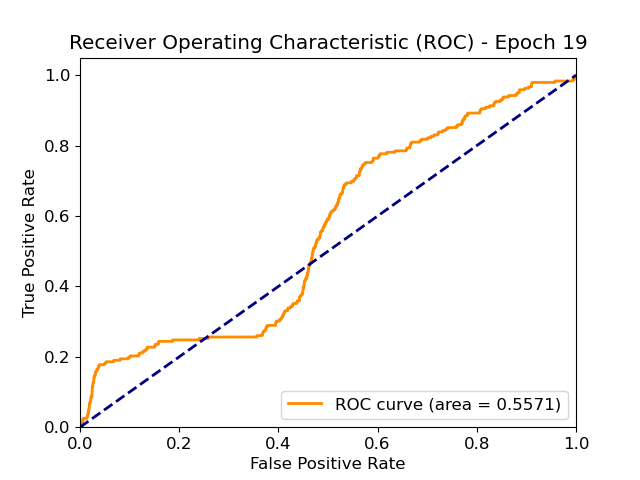 Receiver Operating Characteristic (ROC) - Epoch 19
1.0
0.8
0.6
0.4
0.2
0.0
True Positive Rate
ROC curve (area = 0.5571)
0.0 0.2 0.4 0.6 0.8 1.0
False Positive Rate